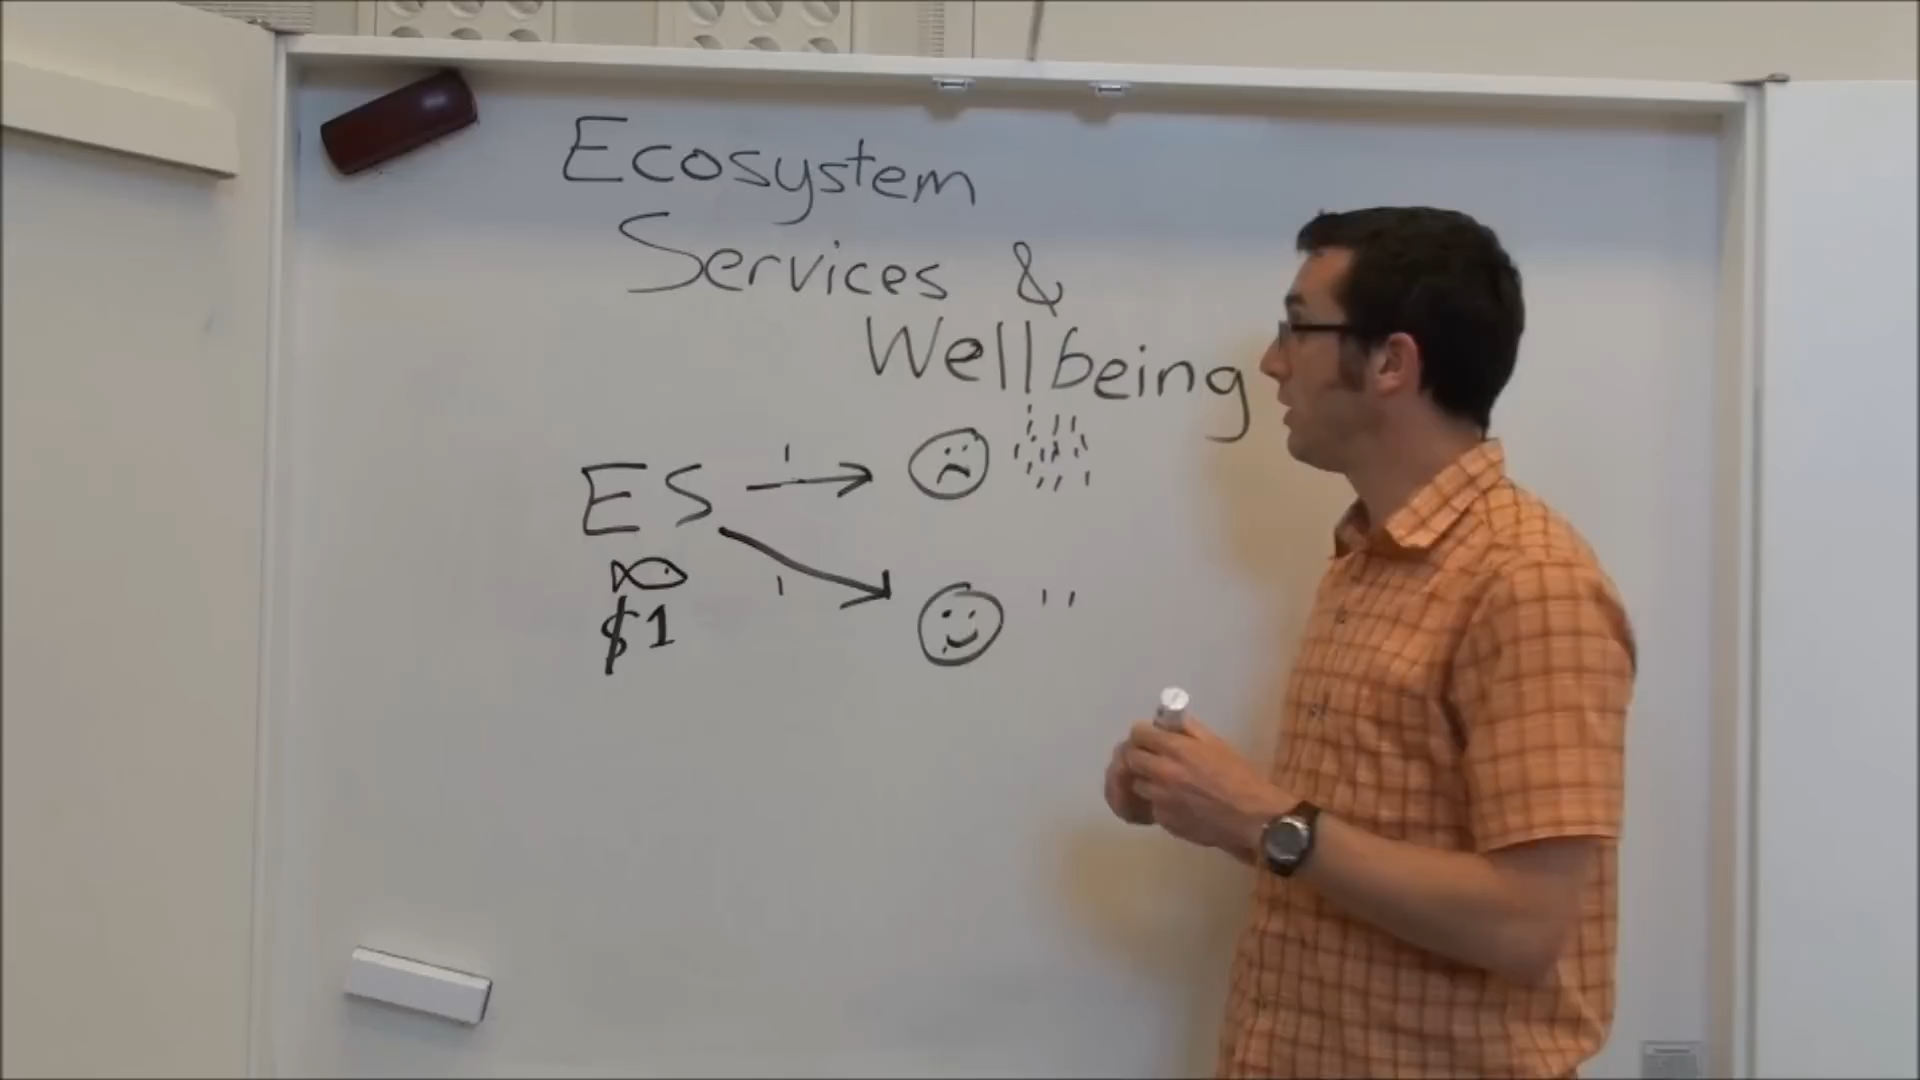 Ecosystem
Services &
Wellbeing
ES
$1